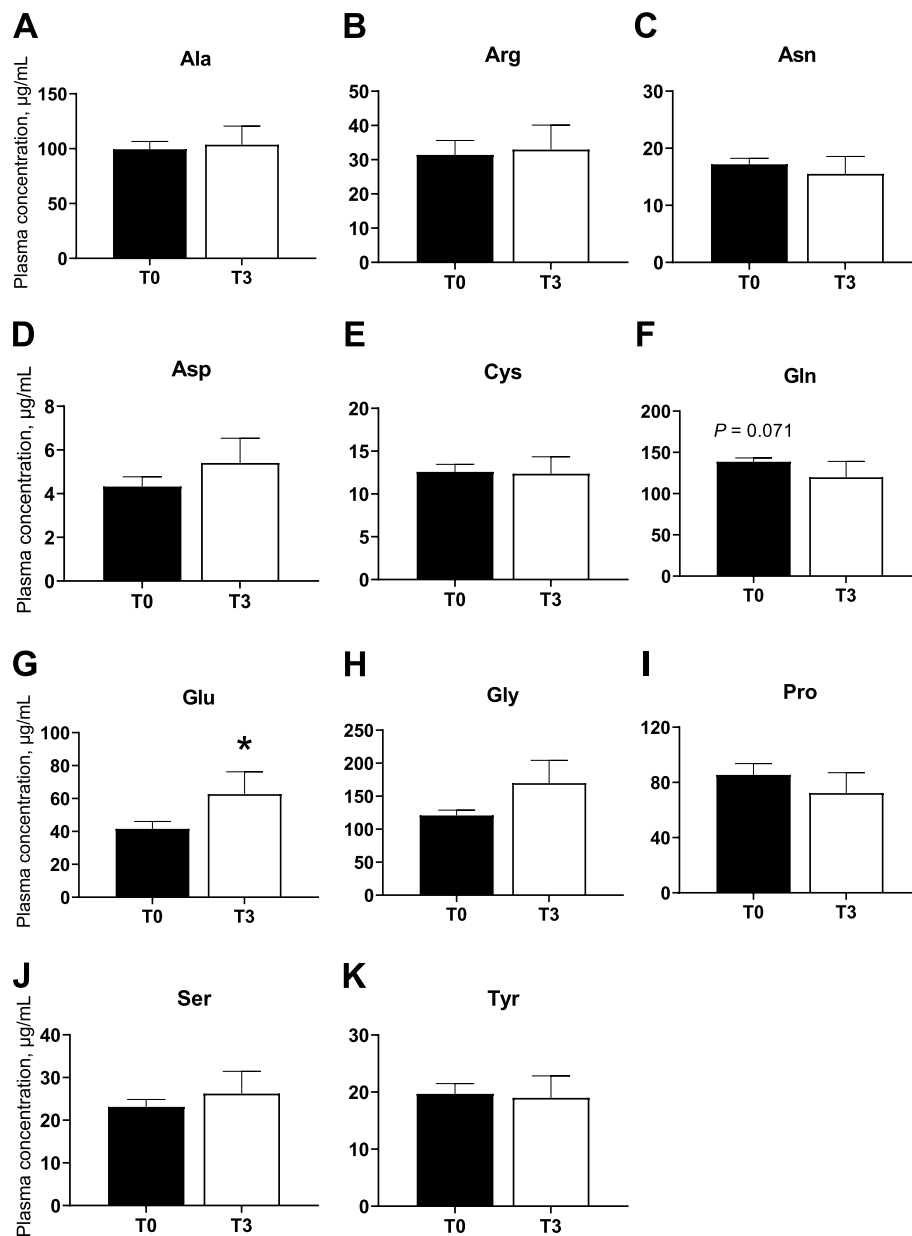 A
B
C
Ala
Arg
Asn
Plasma concentration, µg/mL
150
100
50
0
T0
T3
50
40
30
20
10
0
T0
T3
30
20
10
0
T0
T3
D
E
F
Asp
Cys
Gln
Plasma concentration, µg/mL
8
6
4
2
0
T0
T3
20
15
10
5
0
T0
T3
200
150
100
50
0
P = 0.071
T0
T3
G
H
I
Glu
Gly
Pro
Plasma concentration, µg/mL
100
80
60
40
20
0
*
T0
T3
250
200
150
100
50
0
T0
T3
120
80
40
0
T0
T3
J
K
Ser
Tyr
Plasma concentration, µg/mL
40
30
20
10
0
T0
T3
30
20
10
0
T0
T3